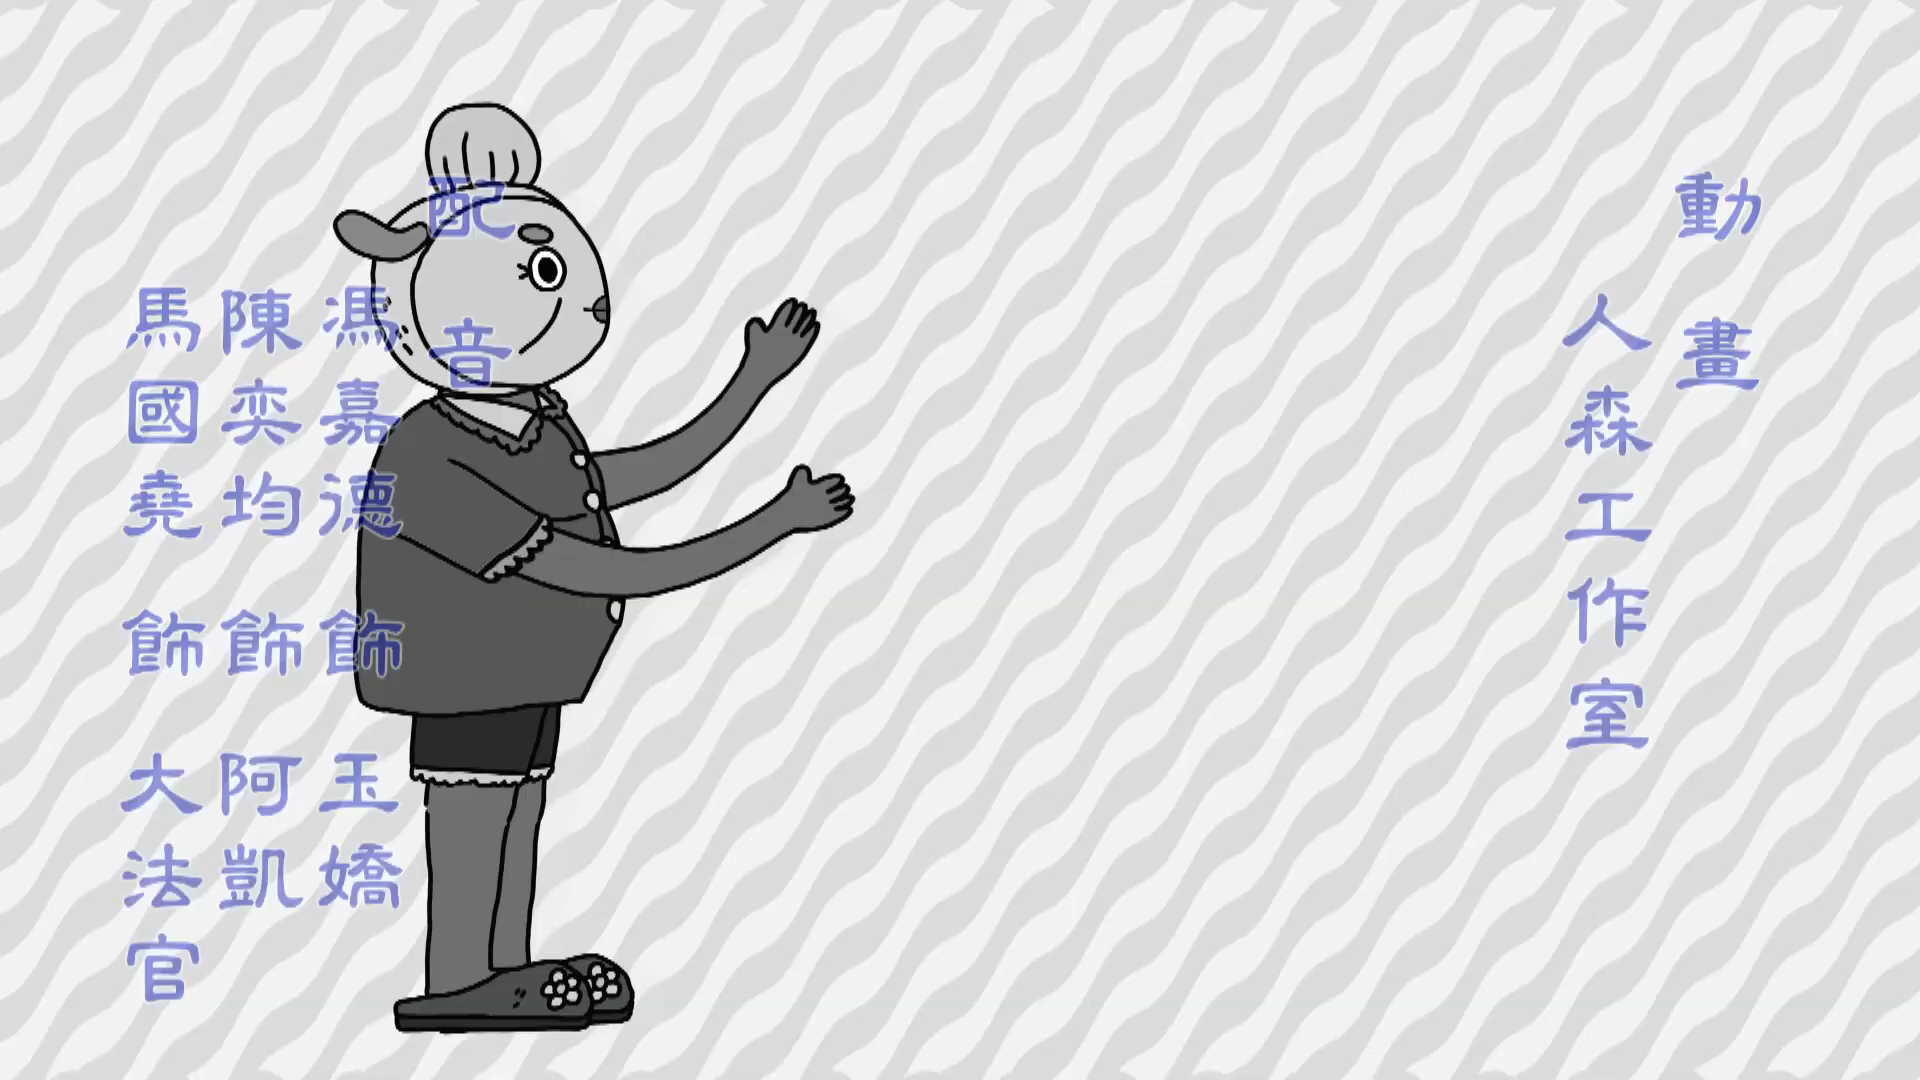 動畫
人森工作室
配音
馮嘉德 飾 玉嬌
陳奕均 飾 阿凱
馬國堯 飾 大法官